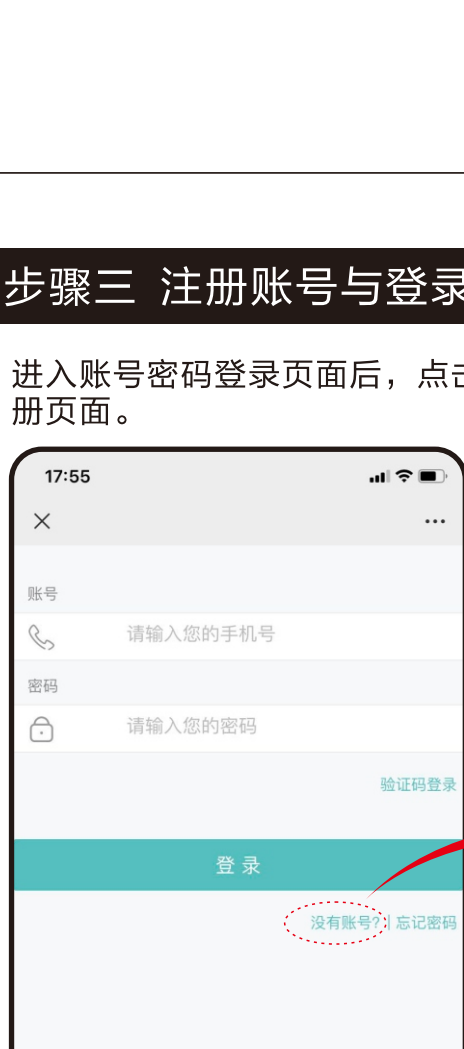 步骤三 注册账号与登录
进入账号密码登录页面后，点击
册页面。
17:55
账号
请输入您的手机号
密码
请输入您的密码
验证码登录
登录
没有账号? | 忘记密码